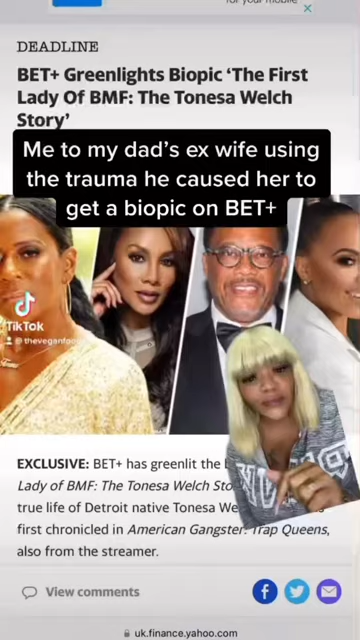 for your mobile
DEADLINE
BET+ Greenlights Biopic ‘The First
Lady Of BMF: The Tonesa Welch
Story’
Me to my dad’s ex wife using
the trauma he caused her to
get a biopic on BET+
TikTok
EXCLUSIVE: BET+ has greenlit the
Lady of BMF: The Tonesa Welch
true life of Detroit native Tonesa
first chronicled in American Gangster: Trap Queens,
also from the streamer.
View comments
uk.finance.yahoo.com